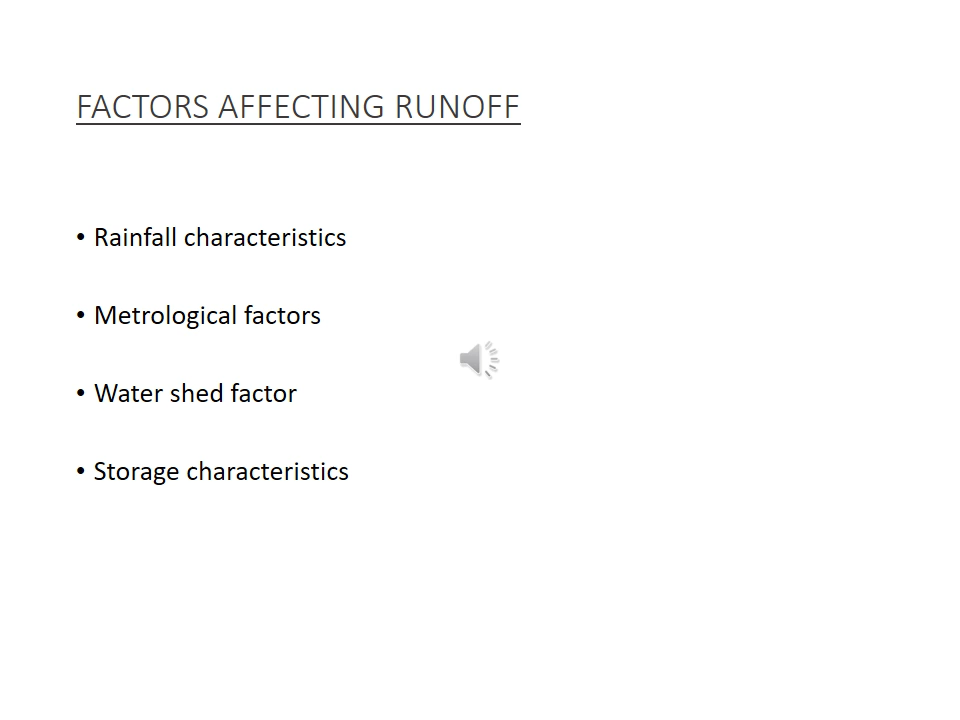 FACTORS AFFECTING RUNOFF
• Rainfall characteristics
• Metrological factors
• Water shed factor
• Storage characteristics